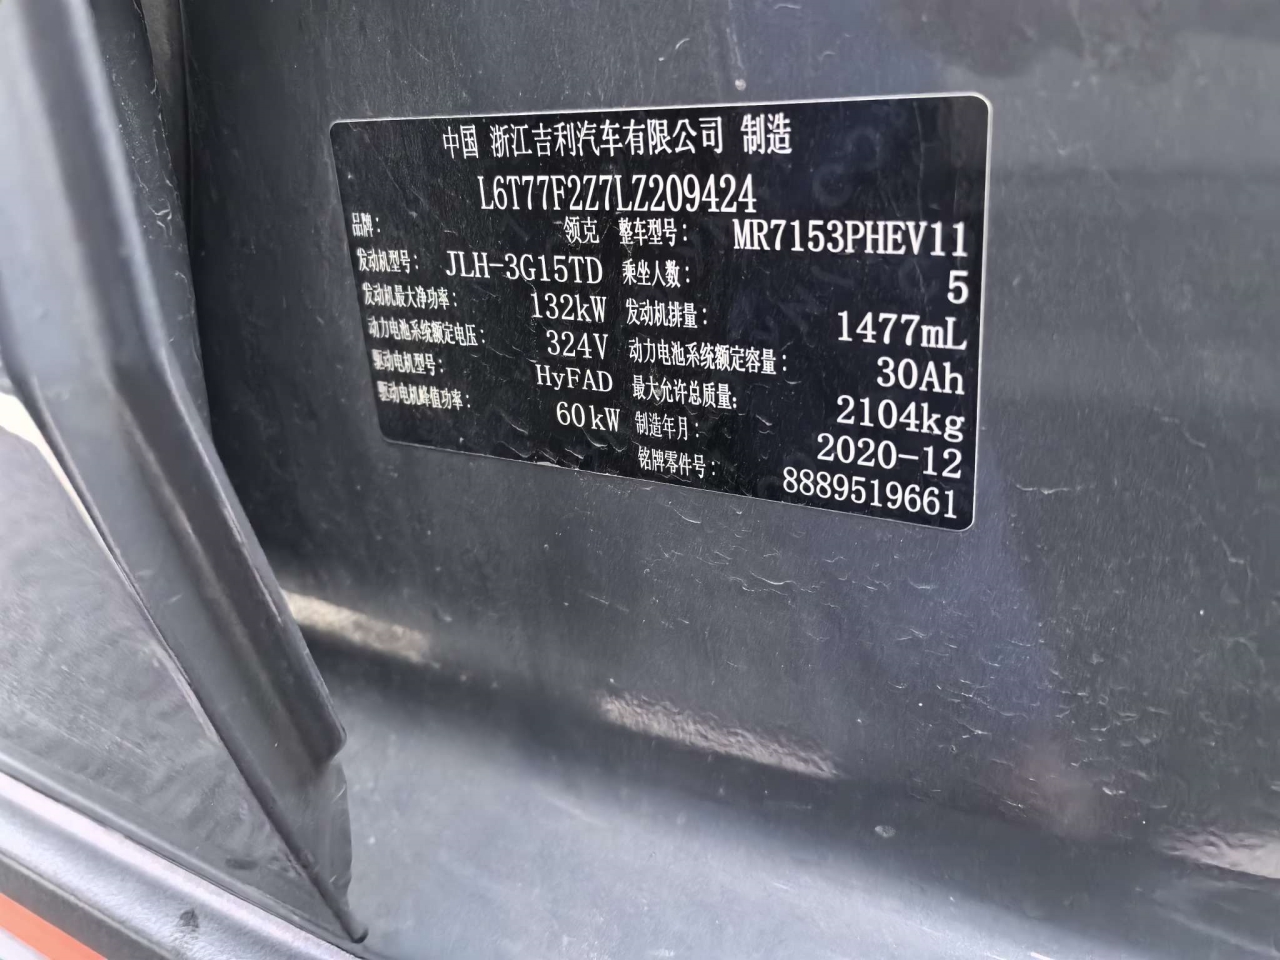 中国 浙江吉利汽车有限公司 制造
L6T77F2Z7LZ209424
品牌： 领克 整车型号： MR7153PHEV11
发动机型号： JLH-3G15TD 乘坐人数： 5
发动机最大净功率： 132kW 发动机排量： 1477mL
动力电池系统额定电压： 324V 动力电池系统额定容量： 30Ah
驱动电机型号： HyFAD 最大允许总质量： 2104kg
驱动电机峰值功率： 60kW 制造年月： 2020-12
铭牌零件号： 8889519661